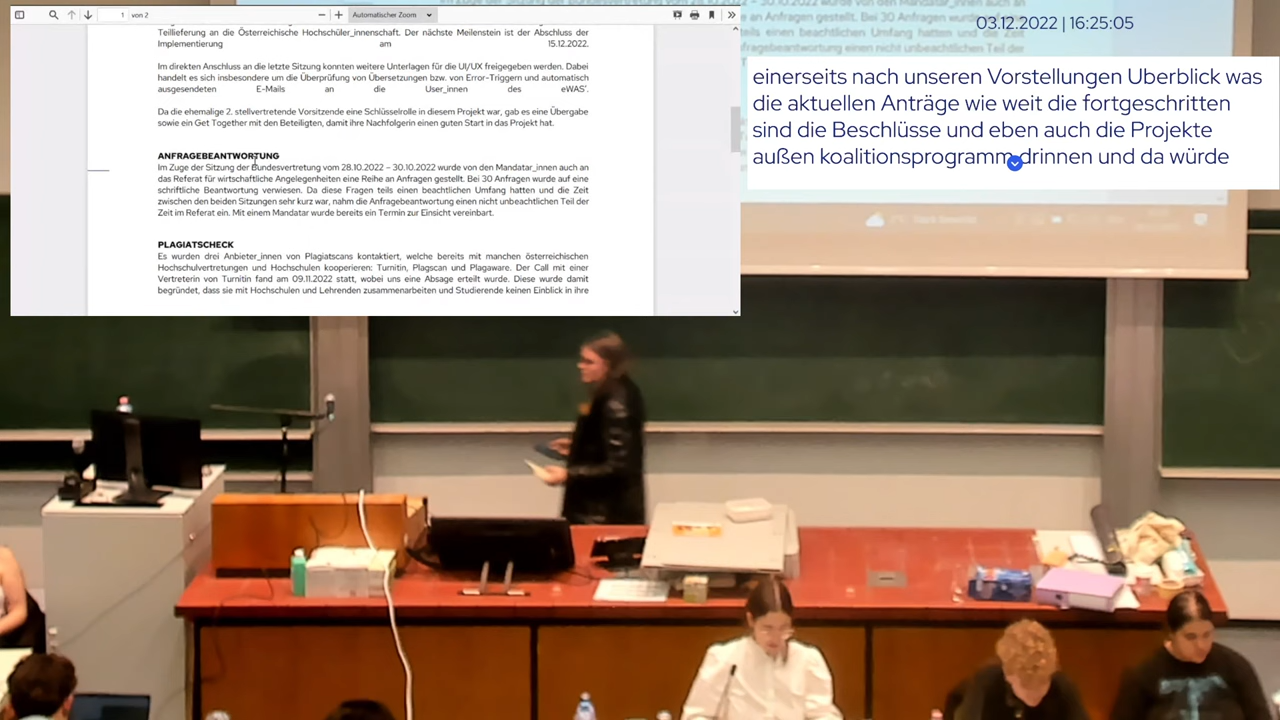 1 von 2
Automatischer Zoom
Teillieferung an die Österreichische Hochschüler_innenschaft. Der nächste Meilenstein ist der Abschluss der
Implementierung am 15.12.2022.
Im direkten Anschluss an die letzte Sitzung konnten weitere Unterlagen für die UI/UX freigegeben werden. Dabei
handelt es sich insbesondere um die Überprüfung von Übersetzungen bzw. von Error-Triggern und automatisch
ausgesendeten E-Mails an die User_innen des eWAS'.
Da die ehemalige 2. stellvertretende Vorsitzende eine Schlüsselrolle in diesem Projekt war, gab es eine Übergabe
sowie ein Get Together mit den Beteiligten, damit ihre Nachfolgerin einen guten Start in das Projekt hat.
ANFRAGEBEANTWORTUNG
Im Zuge der Sitzung der Bundesvertretung vom 28.10.2022 – 30.10.2022 wurde von den Mandatar_innen auch an
das Referat für wirtschaftliche Angelegenheiten eine Reihe an Anfragen gestellt. Bei 30 Anfragen wurde auf eine
schriftliche Beantwortung verwiesen. Da diese Fragen teils einen beachtlichen Umfang hatten und die Zeit
zwischen den beiden Sitzungen sehr kurz war, nahm die Anfragebeantwortung einen nicht unbeachtlichen Teil der
Zeit im Referat ein. Mit einem Mandatar wurde bereits ein Termin zur Einsicht vereinbart.
PLAGIATSCHECK
Es wurden drei Anbieter_innen von Plagiatscans kontaktiert, welche bereits mit manchen österreichischen
Hochschulvertretungen und Hochschulen kooperieren: Turnitin, Plagscan und Plagaware. Der Call mit einer
Vertreterin von Turnitin fand am 09.11.2022 statt, wobei uns eine Absage erteilt wurde. Diese wurde damit
begründet, dass sie mit Hochschulen und Lehrenden zusammenarbeiten und Studierende keinen Einblick in ihre
03.12.2022 | 16:25:05
einerseits nach unseren Vorstellungen Überblick was
die aktuellen Anträge wie weit die fortgeschritten
sind die Beschlüsse und eben auch die Projekte
außen koalitionsprogramm drinnen und da würde